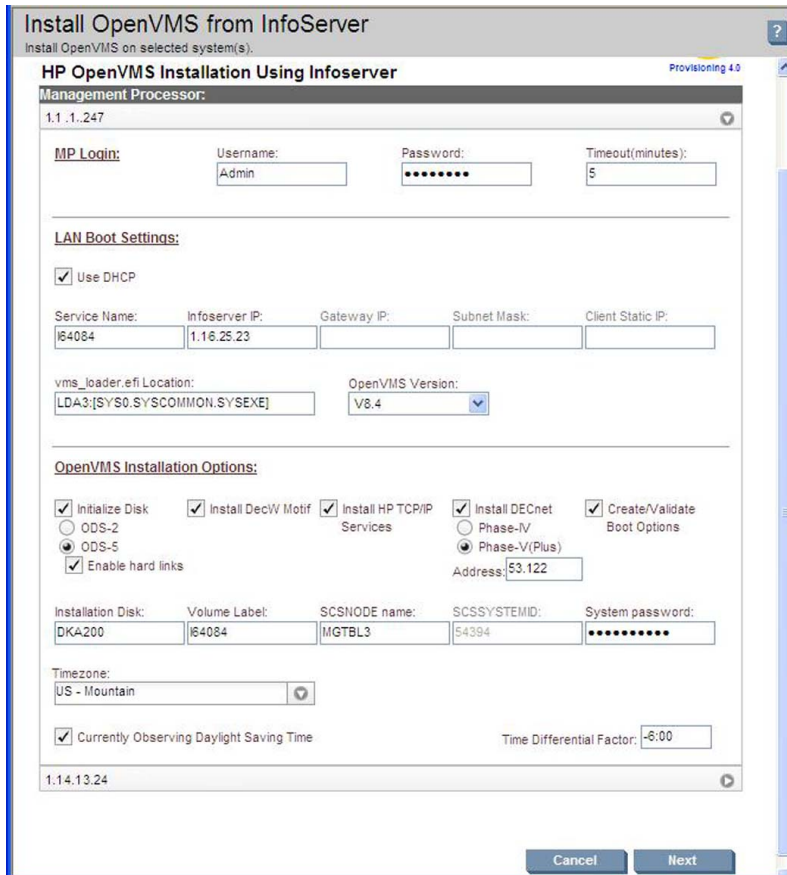 Install OpenVMS from InfoServer
Install OpenVMS on selected system(s).
?
HP OpenVMS Installation Using Infoserver
Provisioning 4.0
Management Processor:
1.1 .1..247
MP Login: Username: Password: Timeout(minutes):
Admin •••••••• 5
LAN Boot Settings:
Use DHCP
Service Name: Infoserver IP: Gateway IP: Subnet Mask: Client Static IP:
I64084 1.16.25.23
vms_loader.efi Location: OpenVMS Version:
LDA3:[SYS0.SYSCOMMON.SYSEXE] V8.4
OpenVMS Installation Options:
Initialize Disk Install DecW Motif Install HP TCP/IP Install DECnet Create/Validate
ODS-2 Services Phase-IV Boot Options
ODS-5 Phase-V(Plus)
Enable hard links Address: 53.122
Installation Disk: Volume Label: SCSNODE name: SCSSYSTEMID: System password:
DKA200 I64084 MGTBL3 54394 ••••••••••
Timezone:
US - Mountain
Currently Observing Daylight Saving Time Time Differential Factor: -6:00
1.14.13.24
Cancel Next